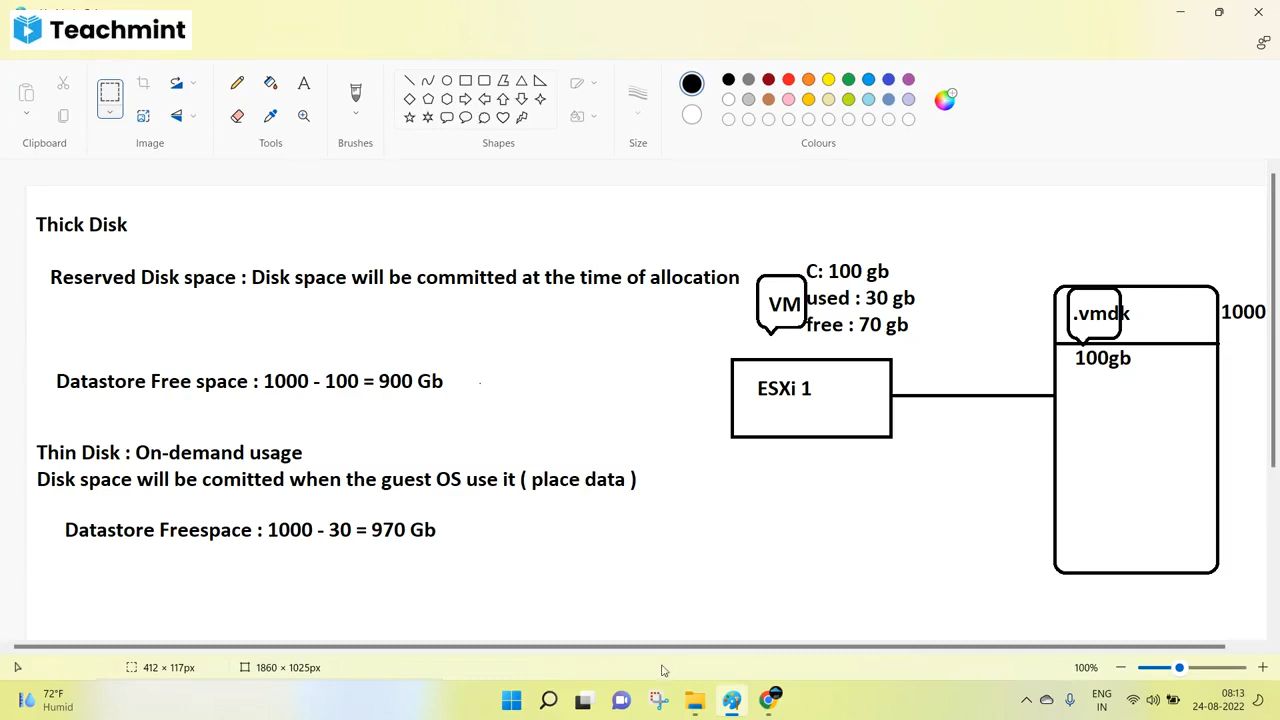 Teachmint
Clipboard
Image
Tools
Brushes
Shapes
Size
Colours
Thick Disk
Reserved Disk space : Disk space will be committed at the time of allocation
C: 100 gb
VM
used : 30 gb
free : 70 gb
.vmdk
1000
100gb
Datastore Free space : 1000 - 100 = 900 Gb
ESXi 1
Thin Disk : On-demand usage
Disk space will be comitted when the guest OS use it ( place data )
Datastore Freespace : 1000 - 30 = 970 Gb
412 × 117px
1860 × 1025px
100%
72°F
Humid
ENG
IN
08:13
24-08-2022